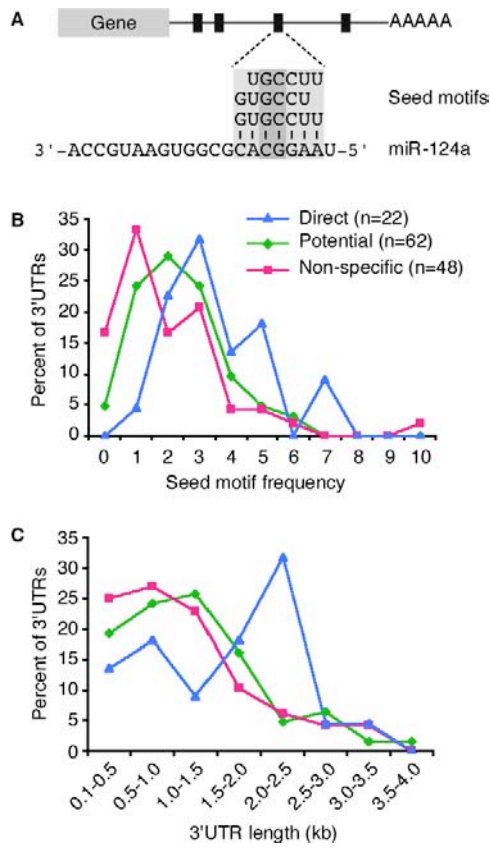 A
Gene
AAAAA
UGCCUU
GUGCCU
GUGCCUU
Seed motifs
3'-ACCGUAAGUGGCGCACGGAAU-5'
miR-124a
B
Direct (n=22)
Potential (n=62)
Non-specific (n=48)
Percent of 3'UTRs
35
30
25
20
15
10
5
0
0 1 2 3 4 5 6 7 8 9 10
Seed motif frequency
C
Percent of 3'UTRs
35
30
25
20
15
10
5
0
0.1-0.5 0.5-1.0 1.0-1.5 1.5-2.0 2.0-2.5 2.5-3.0 3.0-3.5 3.5-4.0
3'UTR length (kb)